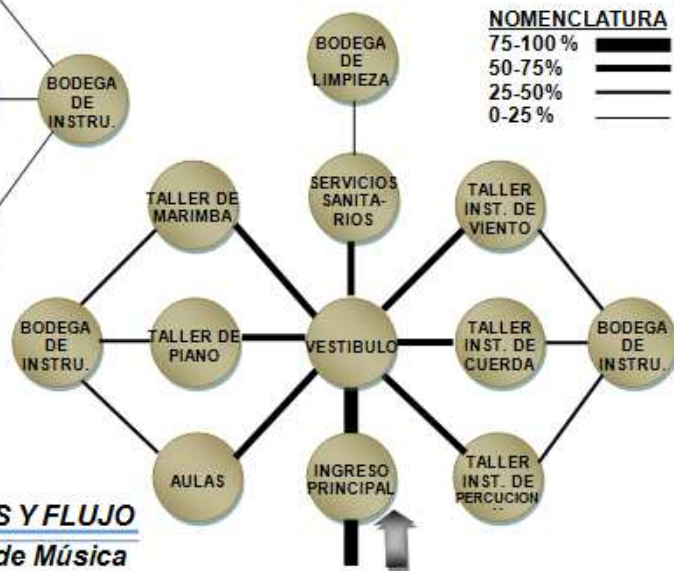 NOMENCLATURA
75-100 %
50-75%
25-50%
0-25 %
BODEGA
DE
INSTRU.
BODEGA
DE
LIMPIEZA
TALLER DE
MARIMBA
SERVICIOS
SANITA-
RIOS
TALLER
INST. DE
VIENTO
BODEGA
DE
INSTRU.
TALLER DE
PIANO
VESTIBULO
TALLER
INST. DE
CUERDA
BODEGA
DE
INSTRU.
AULAS
INGRESO
PRINCIPAL
TALLER
INST. DE
PERCUCION
S Y FLUJO
de Música